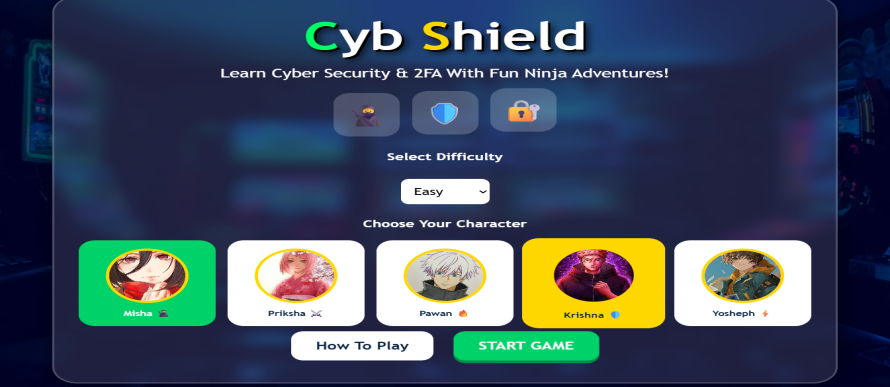 Cyb Shield
Learn Cyber Security & 2FA With Fun Ninja Adventures!
Select Difficulty
Easy
Choose Your Character
Misha
Priksha
Pawan
Krishna
Yosheph
How To Play
START GAME